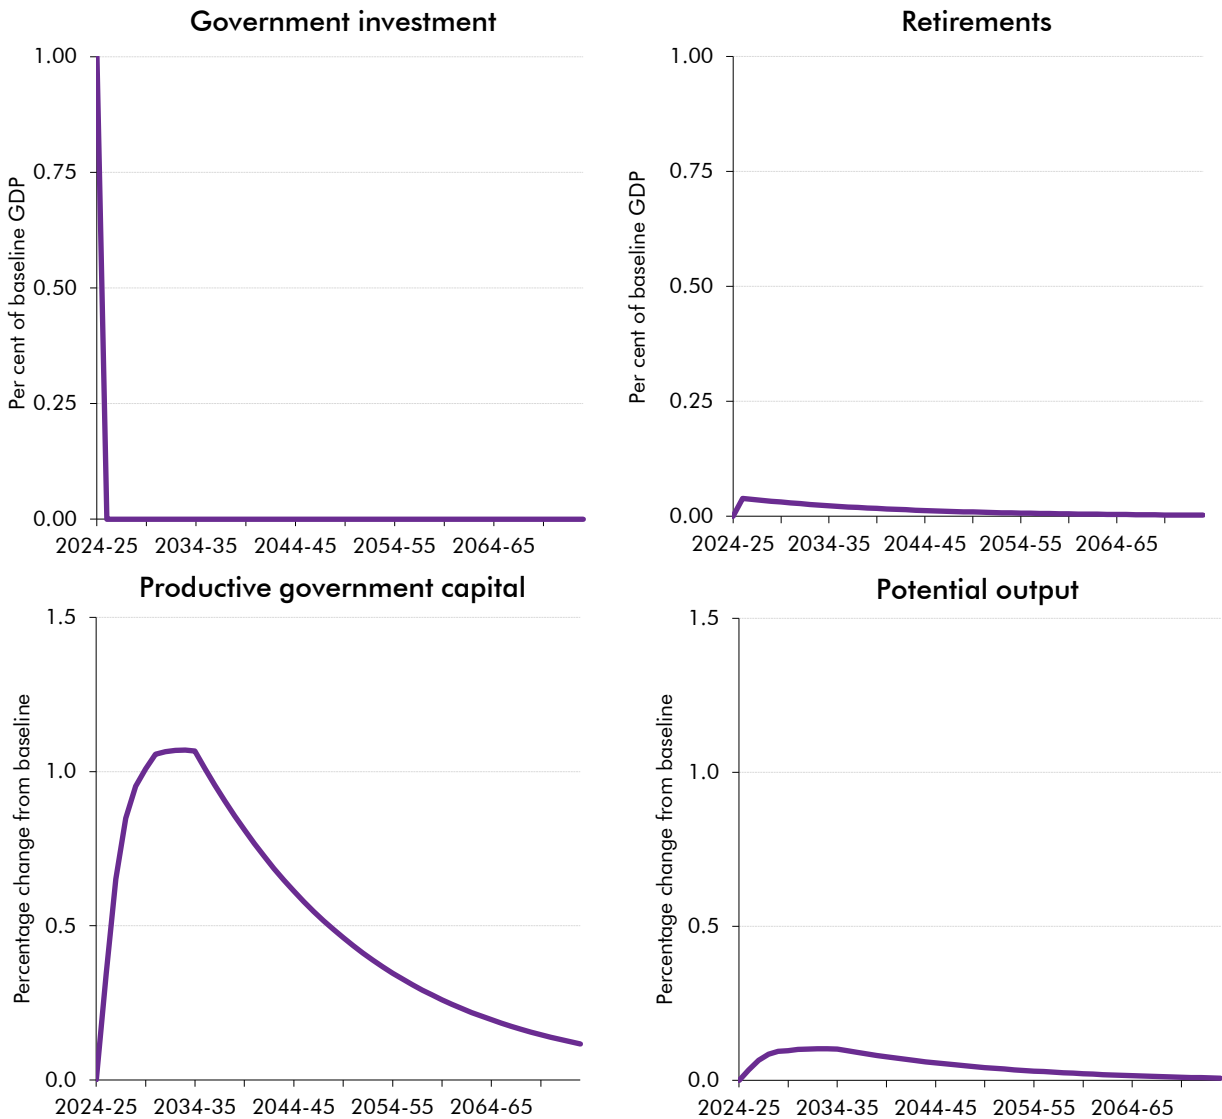 Government investment
Per cent of baseline GDP
1.00
0.75
0.50
0.25
0.00
2024-25 2034-35 2044-45 2054-55 2064-65
Retirements
Per cent of baseline GDP
1.00
0.75
0.50
0.25
0.00
2024-25 2034-35 2044-45 2054-55 2064-65
Productive government capital
Percentage change from baseline
1.5
1.0
0.5
0.0
2024-25 2034-35 2044-45 2054-55 2064-65
Potential output
Percentage change from baseline
1.5
1.0
0.5
0.0
2024-25 2034-35 2044-45 2054-55 2064-65